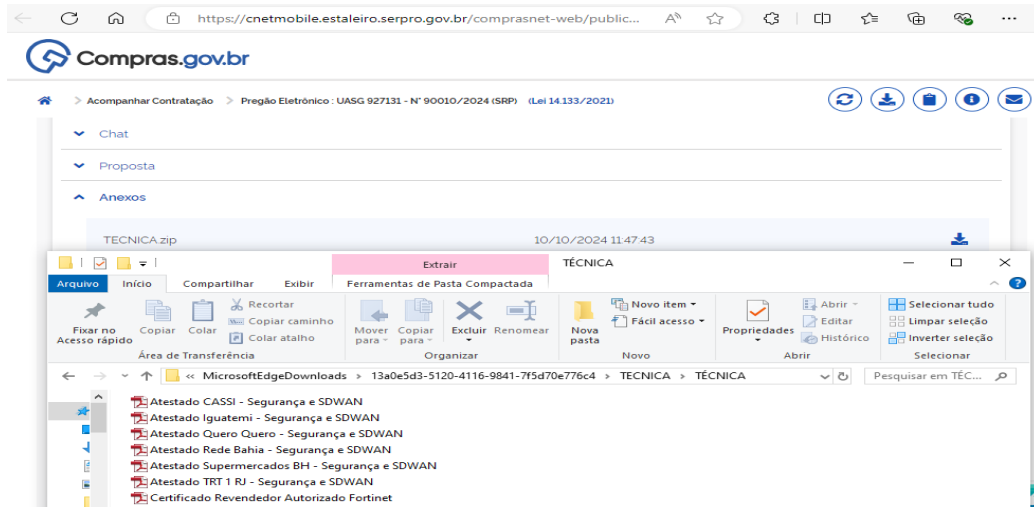 https://cnetmobile.estaleiro.serpro.gov.br/comprasnet-web/public...
Compras.gov.br
Acompanhar Contratação > Pregão Eletrônico : UASG 927131 - N° 90010/2024 (SRP) (Lei 14.133/2021)
Chat
Proposta
Anexos
TECNICA.zip 10/10/2024 11:47:43
Extrair TÉCNICA
Arquivo Início Compartilhar Exibir Ferramentas de Pasta Compactada
Fixar no Acesso rápido
Copiar
Colar
Recortar
Copiar caminho
Colar atalho
Mover para
Copiar para
Excluir
Renomear
Nova pasta
Novo item
Fácil acesso
Propriedades
Abrir
Editar
Histórico
Selecionar tudo
Limpar seleção
Inverter seleção
Área de Transferência Organizar Novo Abrir Selecionar
« MicrosoftEdgeDownloads > 13a0e5d3-5120-4116-9841-7f5d70e776c4 > TECNICA > TÉCNICA Pesquisar em TÉC...
Atestado CASSI - Segurança e SDWAN
Atestado Iguatemi - Segurança e SDWAN
Atestado Quero Quero - Segurança e SDWAN
Atestado Rede Bahia - Segurança e SDWAN
Atestado Supermercados BH - Segurança e SDWAN
Atestado TRT 1 RJ - Segurança e SDWAN
Certificado Revendedor Autorizado Fortinet